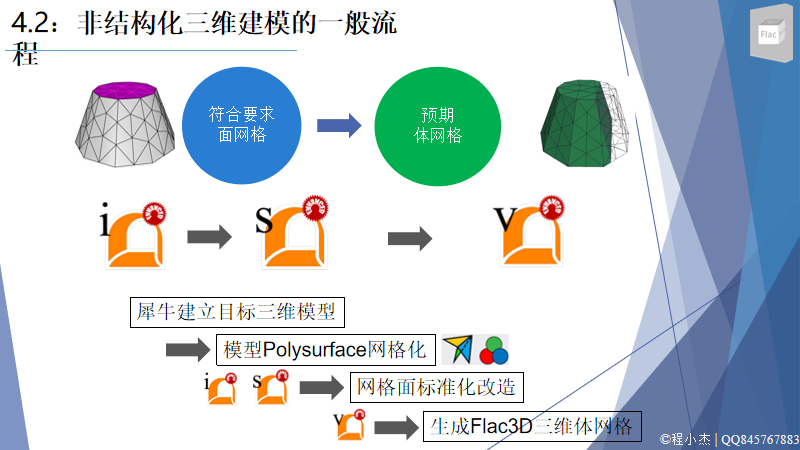 4.2：非结构化三维建模的一般流
程
Flac
符合要求
面网格
预期
体网格
i
s
v
犀牛建立目标三维模型
模型Polysurface网格化
i
s
网格面标准化改造
v
生成Flac3D三维体网格
©程小杰 | QQ845767883